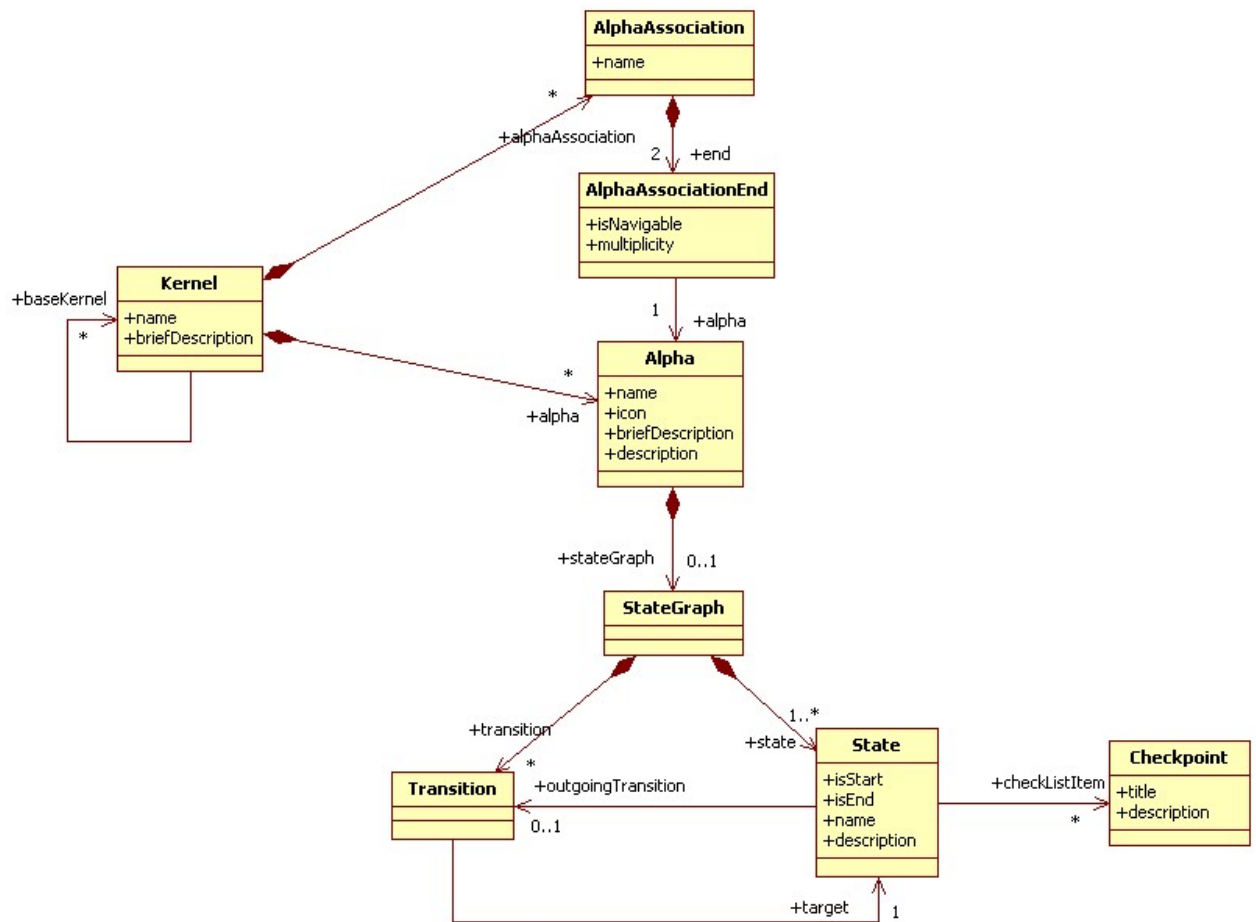 AlphaAssociation
+name
*
+alphaAssociation
2
+end
AlphaAssociationEnd
+isNavigable
+multiplicity
Kernel
+name
+briefDescription
+baseKernel
*
1
+alpha
*
+alpha
Alpha
+name
+icon
+briefDescription
+description
+stateGraph
0..1
StateGraph
+transition
*
1..*
+state
Transition
+outgoingTransition
0..1
State
+isStart
+isEnd
+name
+description
+checkListItem
*
Checkpoint
+title
+description
+target
1